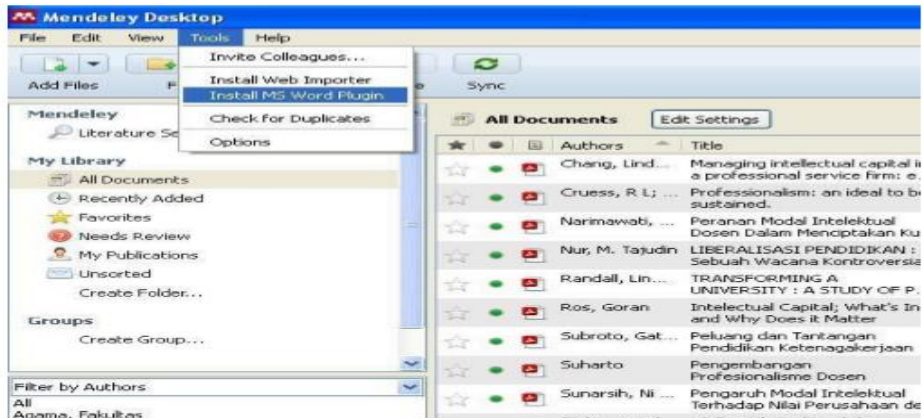 Mendeley Desktop
File Edit View Tools Help
Invite Colleagues...
Install Web Importer
Install MS Word Plugin
Check for Duplicates
Options
Add Files
Sync
Mendeley
Literature Se
My Library
All Documents
Recently Added
Favorites
Needs Review
My Publications
Unsorted
Create Folder...
Groups
Create Group...
Filter by Authors
All
Agama, Fakultas
All Documents Edit Settings
Authors Title
Chang, Lind... Managing intellectual capital i
a professional service firm: e.
Cruess, R L; ... Professionalism: an ideal to b
sustained.
Narimawati, ... Peranan Modal Intelektual
Dosen Dalam Menciptakan Ku
Nur, M. Tajudin LIBERALISASI PENDIDIKAN :
Sebuah Wacana Kontroversia
Randall, Lin... TRANSFORMING A
UNIVERSITY : A STUDY OF P.
Ros, Goran Intelectual Capital; What's In
and Why Does it Matter
Subroto, Gat... Peluang dan Tantangan
Pendidikan Ketenagakerjaan
Suharto Pengembangan
Profesionalisme Dosen
Sunarsih, Ni ... Pengaruh Modal Intelektual
Terhadap Nilai Perusahaan de